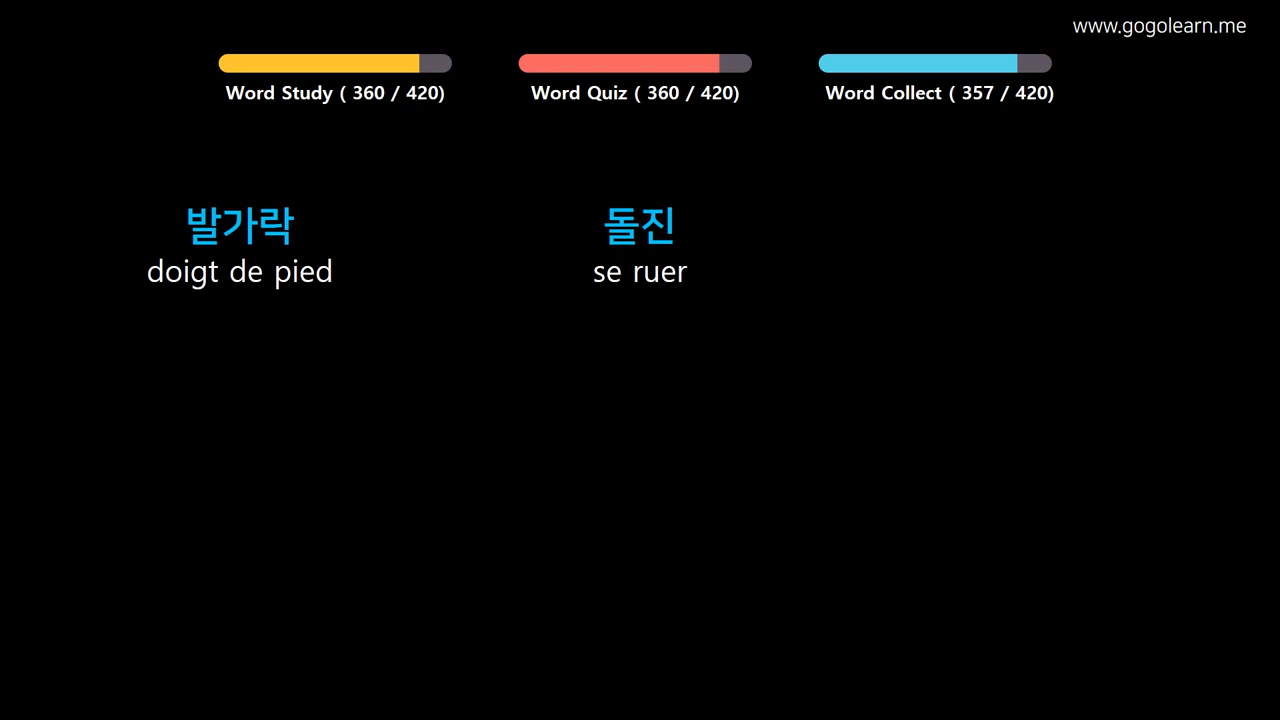 www.gogolearn.me
Word Study ( 360 / 420)
Word Quiz ( 360 / 420)
Word Collect ( 357 / 420)
발가락
doigt de pied
돌진
se ruer